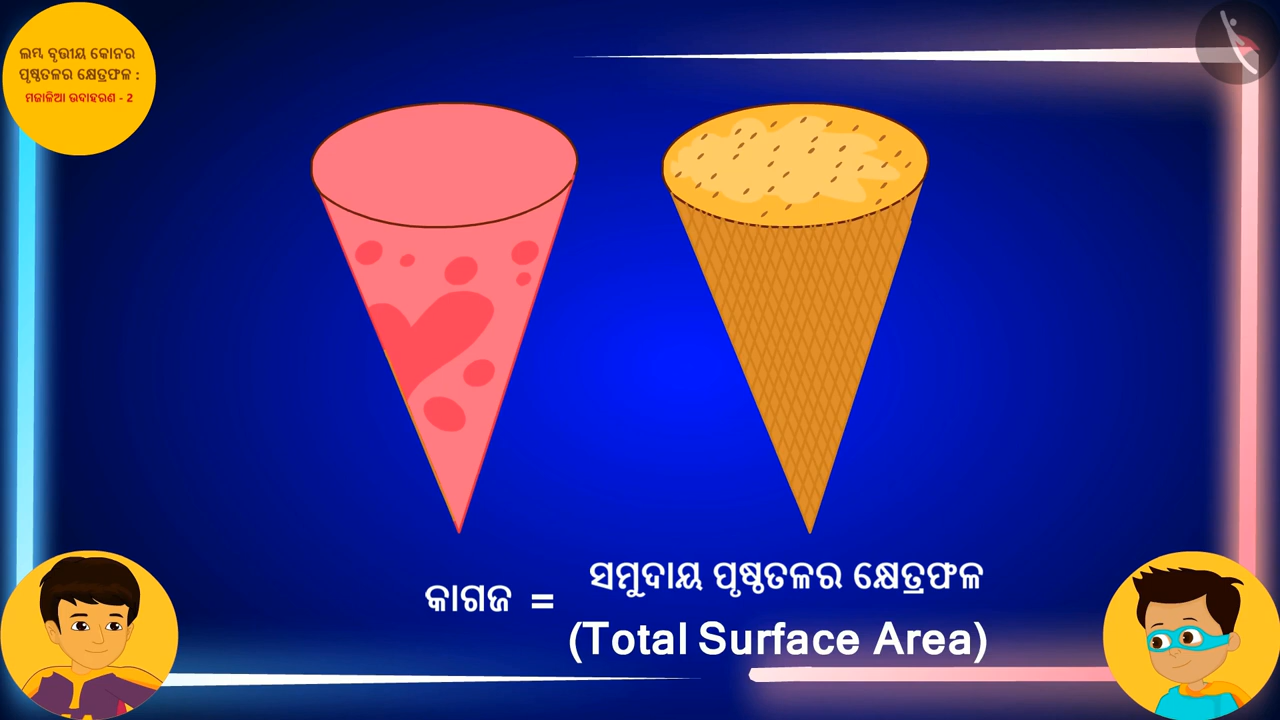 ଲମ୍ବ ବୃତ୍ତୀୟ କୋନର
ପୃଷ୍ଠତଳର କ୍ଷେତ୍ରଫଳ :
ମଜାଳିଆ ଉଦାହରଣ - 2
କାଗଜ = ସମୁଦାୟ ପୃଷ୍ଠତଳର କ୍ଷେତ୍ରଫଳ
(Total Surface Area)